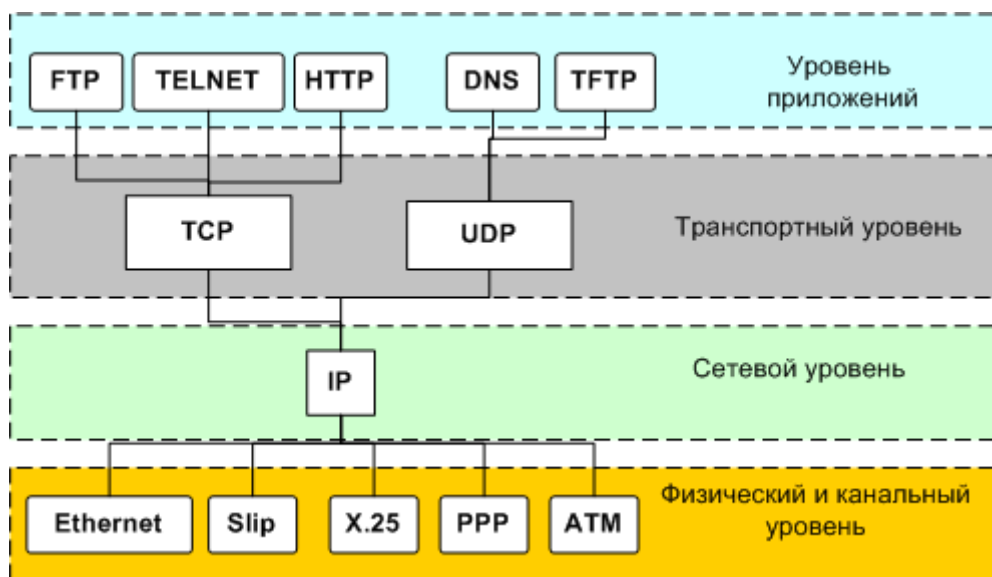 FTP TELNET HTTP DNS TFTP
Уровень
приложений
TCP UDP
Транспортный уровень
IP
Сетевой уровень
Физический и канальный
уровень
Ethernet Slip X.25 PPP ATM